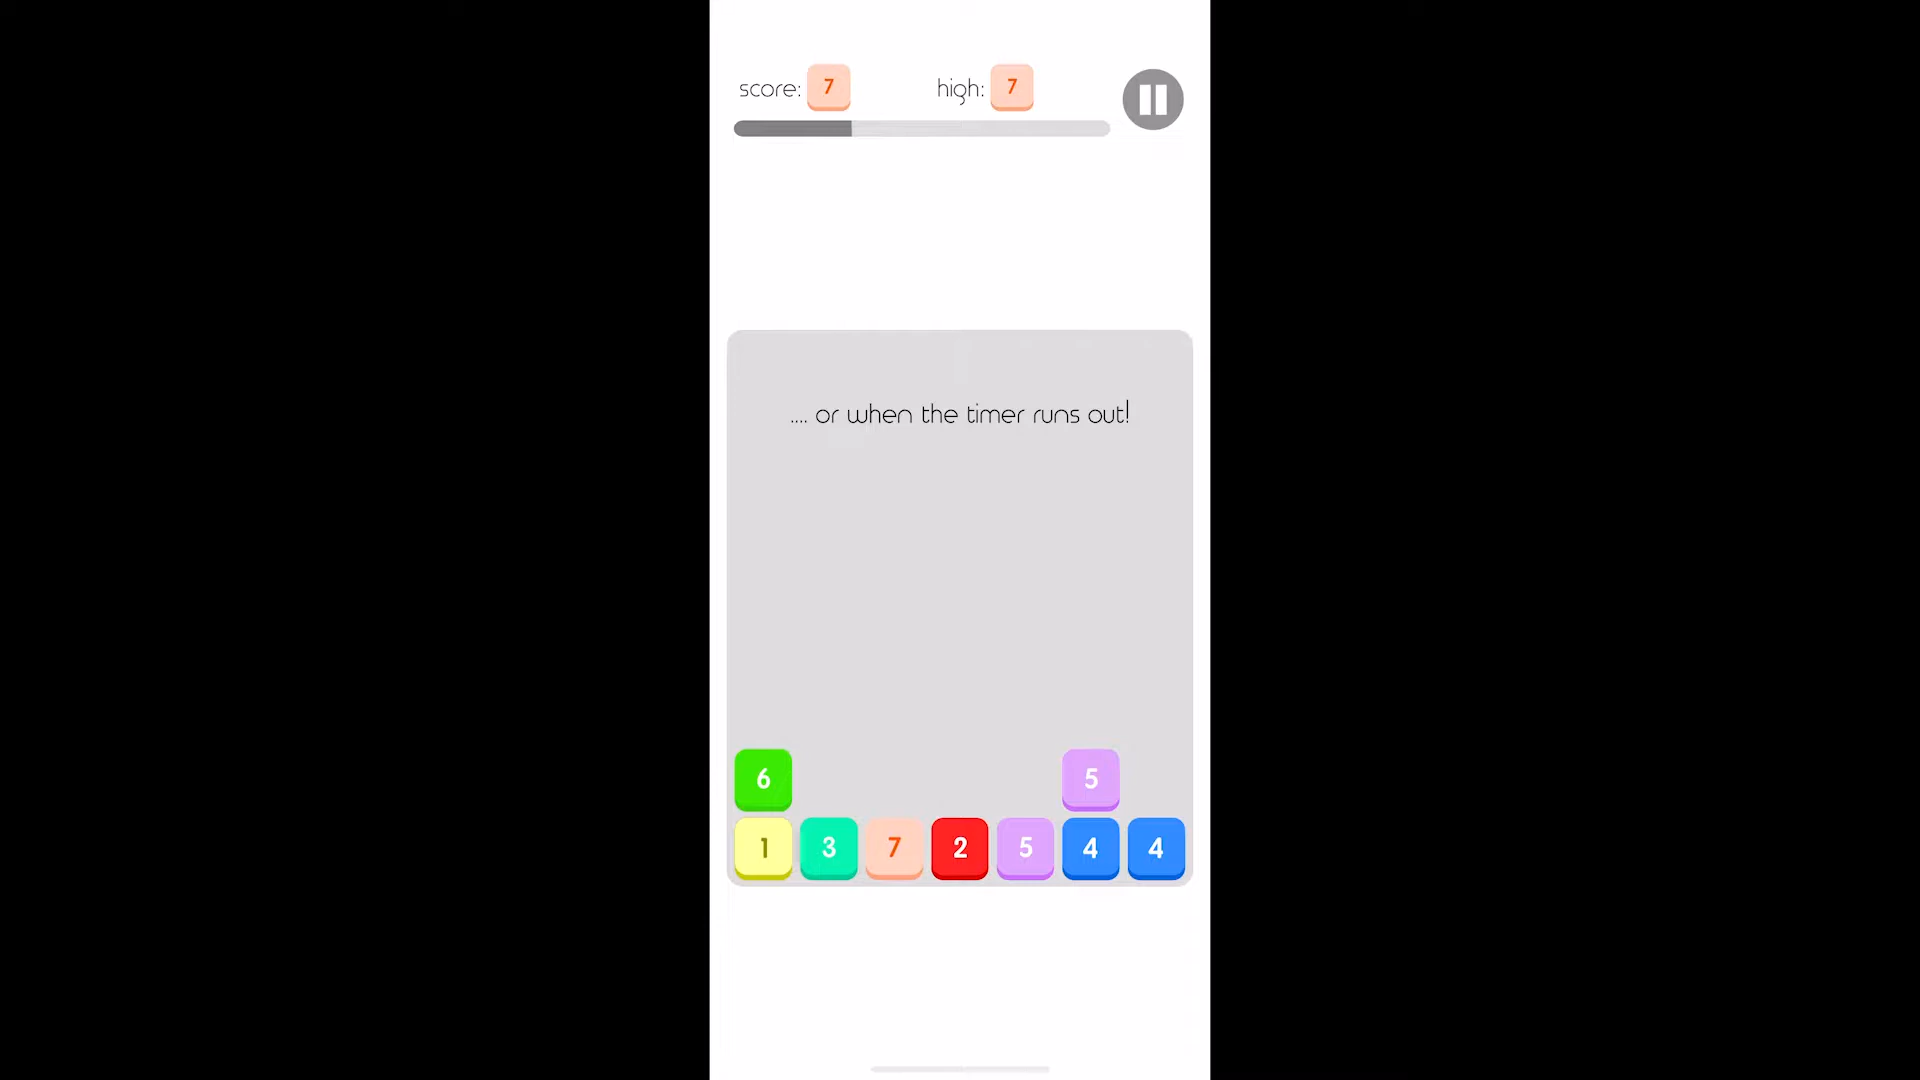 score: 7 high: 7
.... or when the timer runs out!
6 5
1 3 7 2 5 4 4